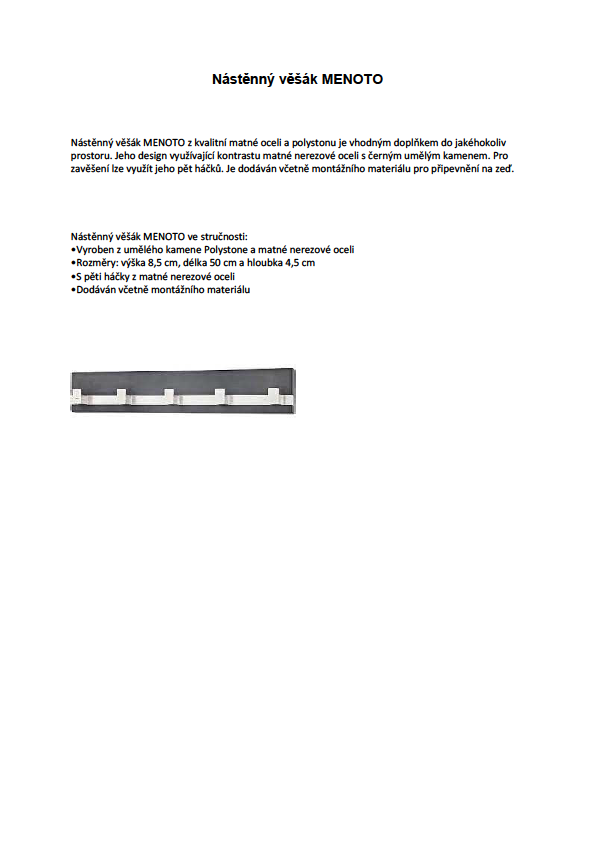 Nástěnný věšák MENOTO
Nástěnný věšák MENOTO z kvalitní matné oceli a polystonu je vhodným doplňkem do jakéhokoliv
prostoru. Jeho design využívající kontrastu matné nerezové oceli s černým umělým kamenem. Pro
zavěšení lze využít jeho pět háčků. Je dodáván včetně montážního materiálu pro připevnění na zeď.
Nástěnný věšák MENOTO ve stručnosti:
•Vyroben z umělého kamene Polystone a matné nerezové oceli
•Rozměry: výška 8,5 cm, délka 50 cm a hloubka 4,5 cm
•S pěti háčky z matné nerezové oceli
•Dodáván včetně montážního materiálu